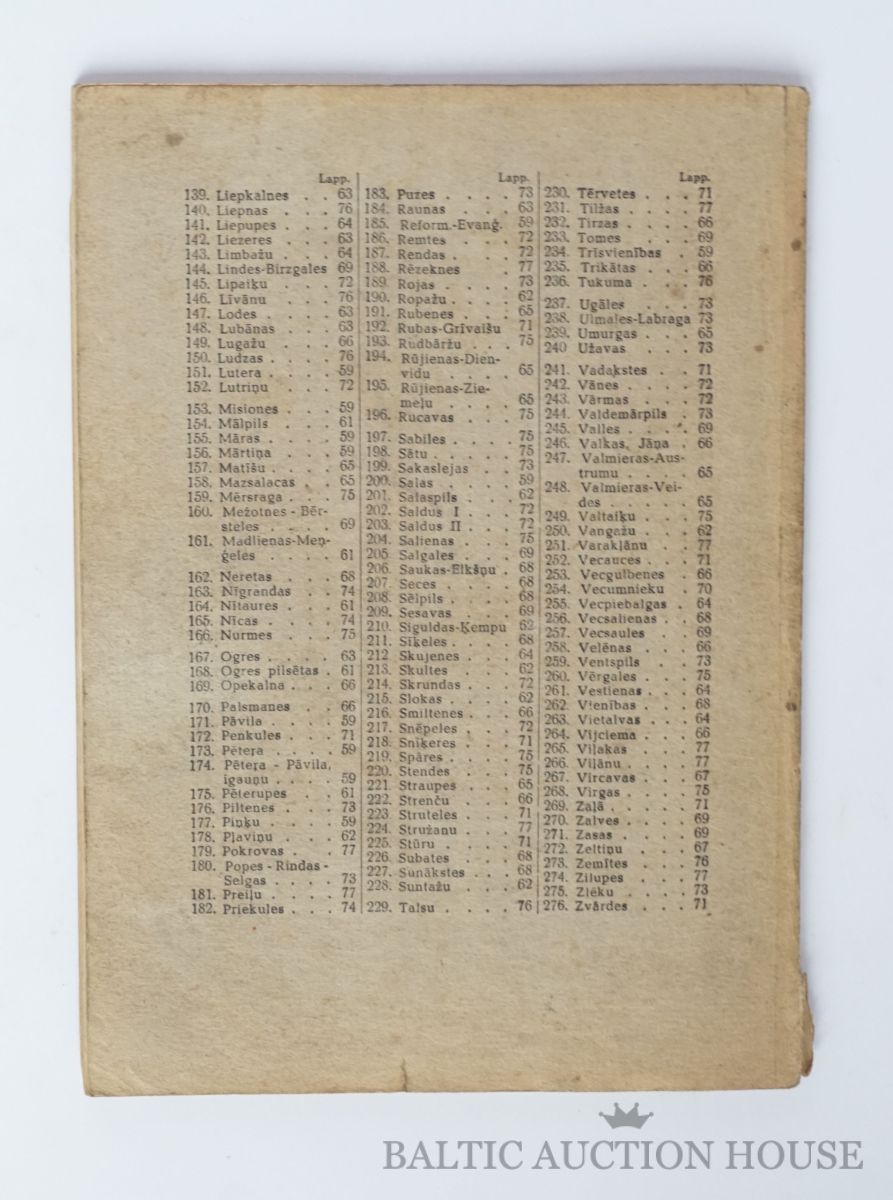 Lapp.
139. Liepkalnes . . 63
140. Liepnas . . . 76
141. Liepupes . . . 64
142. Liezeres . . . 63
143. Limbažu . . . 64
144. Lindes-Birzgales 69
145. Lipaiķu . . . 72
146. Līvānu . . . 76
147. Lodes . . . . 63
148. Lubānas . . . 63
149. Lugažu . . . 66
150. Ludzas . . . . 76
151. Lutera . . . . 59
152. Lutriņu . . . 72
153. Misiones . . . 59
154. Mālpils . . . 61
155. Māras . . . . 59
156. Mārtiņa . . . 59
157. Matīšu . . . . 65
158. Mazsalacas . . 65
159. Mērsraga . . . 75
160. Mežotnes - Bēr-
steles . . . . 69
161. Madlienas-Meņ-
ģeles . . . . 61
162. Neretas . . . 68
163. Nīgrandas . . 74
164. Nītaures . . . 61
165. Nīcas . . . . 74
166. Nurmes . . . 75
167. Ogres . . . . 63
168. Ogres pilsētas . 61
169. Opekalna . . . 66
170. Palsmanes . . 66
171. Pāvila . . . . 59
172. Penkules . . . 71
173. Pētera . . . . 59
174. Pētera - Pāvila,
igauņu . . . . 59
175. Pēterupes . . 61
176. Piltenes . . . 73
177. Piņķu . . . . 59
178. Pļaviņu . . . 62
179. Pokrovas . . . 77
180. Popes - Rindas -
Selgas . . . . 73
181. Preiļu . . . . 77
182. Priekules . . . 74
Lapp.
183. Puzes . . . . 73
184. Raunas . . . 63
185. Reform.-Evanģ. 59
186. Remtes . . . 72
187. Rendas . . . 72
188. Rēzeknes . 77
189. Rojas . . . . 73
190. Ropažu . . . . 62
191. Rubenes . . . 65
192. Rubas-Grīvaišu 71
193. Rudbāržu . . . 75
194. Rūjienas-Dien-
vidu . . . . 65
195. Rūjienas-Zie-
meļu . . . . 65
196. Rucavas . . . 75
197. Sabiles . . . . 75
198. Sātu . . . . . 75
199. Sakaslejas . . 73
200. Salas . . . . 59
201. Salaspils . . . 62
202. Saldus I . . . 72
203. Saldus II . . . 72
204. Salienas . . . 75
205. Salgales . . . 69
206. Saukas-Elkšņu . 68
207. Seces . . . . 68
208. Sēlpils . . . . 68
209. Sesavas . . . 69
210. Siguldas-Ķempu 62
211. Sīķeles . . . . 68
212 Skujenes . . . 64
213. Skultes . . . 62
214. Skrundas . . . 72
215. Slokas . . . . 62
216. Smiltenes . . . 66
217. Snēpeles . . . 72
218. Sniķeres . . . 71
219. Spāres . . . . 75
220. Stendes . . . 75
221. Straupes . . . 65
222. Strenču . . . 66
223. Struteles . . . 71
224. Stružanu . . . 77
225. Stūru . . . . 71
226. Subates . . . 68
227. Sunākstes . . . 68
228. Suntažu . . . 62
229. Talsu . . . . 76
Lapp.
230. Tērvetes . . . 71
231. Tilžas . . . . 77
232. Tirzas . . . . 66
233. Tomes . . . 69
234. Trīsvienības . 59
235. Trikātas . . . 66
236. Tukuma . . . 76
237. Ugāles . . . 73
238. Ulmales-Labraga 73
239. Umurgas . . . 65
240 Užavas . . . 73
241. Vadakstes . . 71
242. Vānes . . . . 72
243. Vārmas . . . 72
244. Valdemārpils . 73
245. Valles . . . . 69
246. Valkas, Jāņa . 66
247. Valmieras-Aus-
trumu . . . . 65
248. Valmieras-Vei-
des . . . . . 65
249. Valtaiķu . . . 75
250. Vangažu . . . 62
251. Varakļānu . . 77
252. Vecauces . . . 71
253. Vecgulbenes . 66
254. Vecumnieku . 70
255. Vecpiebalgas . 64
256. Vecsalienas . . 68
257. Vecsaules . . 69
258. Velēnas . . . 66
259. Ventspils . . 73
260. Vērgales . . . 75
261. Vestienas . . . 64
262. Vienības . . . 68
263. Vietalvas . . . 64
264. Vijciema . . . 66
265. Viļakas . . . 77
266. Viļānu . . . . 77
267. Vircavas . . . 67
268. Virgas . . . . 75
269. Zaļā . . . . . 71
270. Zalves . . . . 69
271. Zasas . . . . 69
272. Zeltiņu . . . 67
273. Zemītes . . . 76
274. Zilupes . . . 77
275. Zlēku . . . . 73
276. Zvārdes . . . 71
BALTIC AUCTION HOUSE